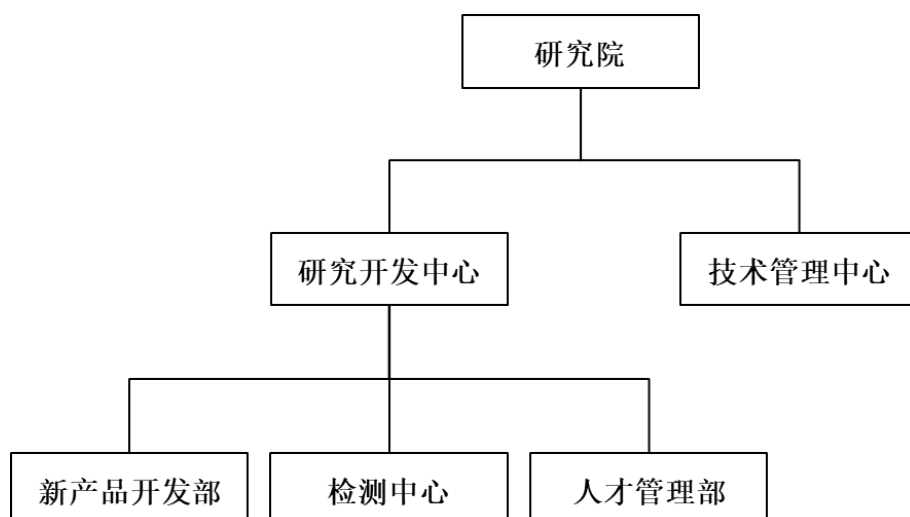 研究院
研究开发中心
技术管理中心
新产品开发部
检测中心
人才管理部